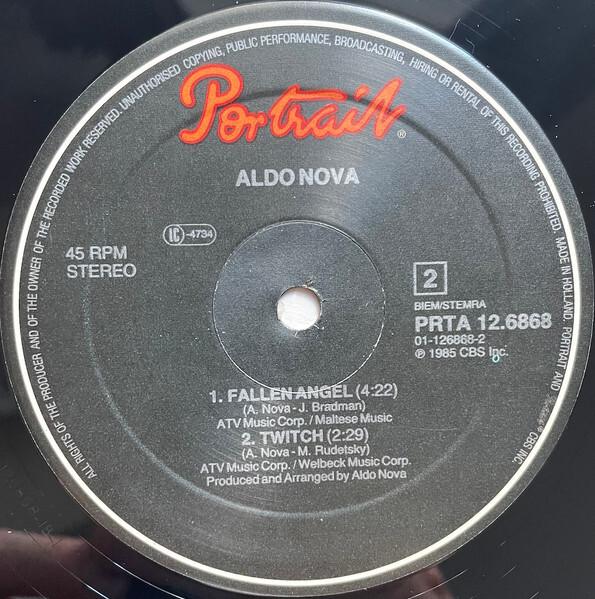 ALL RIGHTS OF THE PRODUCER AND OF THE OWNER OF THE RECORDED WORK RESERVED. UNAUTHORISED COPYING, PUBLIC PERFORMANCE, BROADCASTING, HIRING OR RENTAL OF THIS RECORDING PROHIBITED. MADE IN HOLLAND. PORTRAIT AND ® CBS INC.
Portrait®
ALDO NOVA
LC -4734
45 RPM
STEREO
2
BIEM/STEMRA
PRTA 12.6868
01-126868-2
℗ 1985 CBS Inc.
1. FALLEN ANGEL (4:22)
(A. Nova - J. Bradman)
ATV Music Corp. / Maltese Music
2. TWITCH (2:29)
(A. Nova - M. Rudetsky)
ATV Music Corp. / Welbeck Music Corp.
Produced and Arranged by Aldo Nova